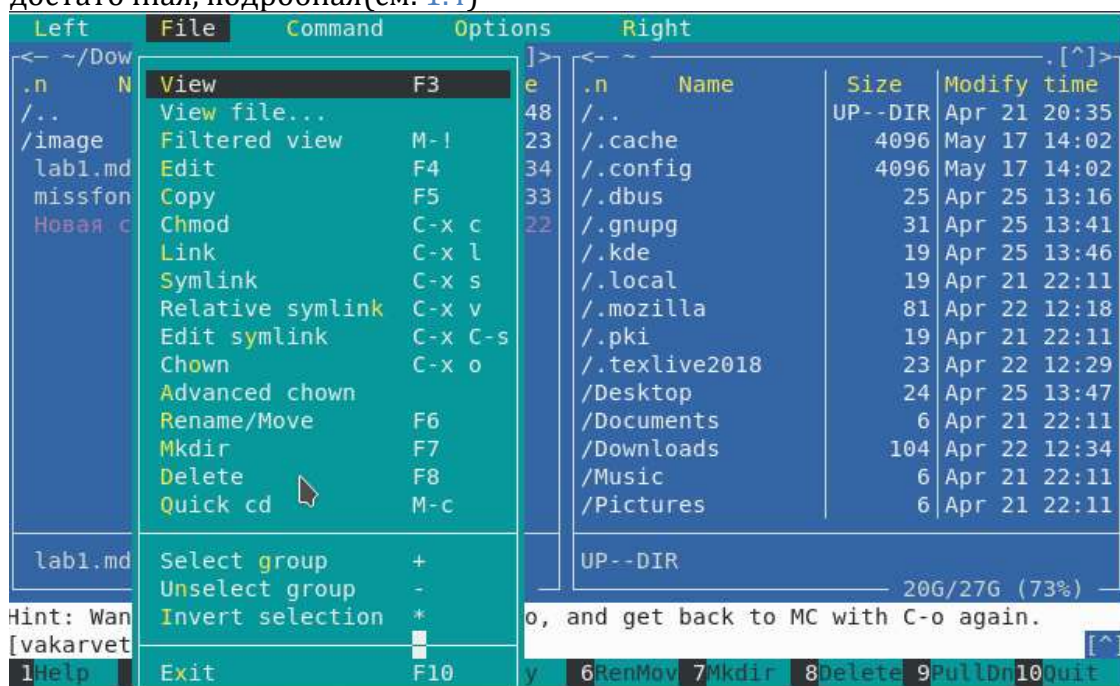 достаточная, подробная(см. 1.4)
Left File Command Options Right
<— ~/Dow ]>┐ <— ~ .[^]>
.n N e .n Name Size Modify time
/.. 48 /.. UP--DIR Apr 21 20:35
/image 23 /.cache 4096 May 17 14:02
lab1.md 34 /.config 4096 May 17 14:02
missfon 33 /.dbus 25 Apr 25 13:16
Новая с 22 /.gnupg 31 Apr 25 13:41
/.kde 19 Apr 25 13:46
/.local 19 Apr 21 22:11
/.mozilla 81 Apr 22 12:18
/.pki 19 Apr 21 22:11
/.texlive2018 23 Apr 22 12:29
/Desktop 24 Apr 25 13:47
/Documents 6 Apr 21 22:11
/Downloads 104 Apr 22 12:34
/Music 6 Apr 21 22:11
/Pictures 6 Apr 21 22:11
View F3
View file...
Filtered view M-!
Edit F4
Copy F5
Chmod C-x c
Link C-x l
Symlink C-x s
Relative symlink C-x v
Edit symlink C-x C-s
Chown C-x o
Advanced chown
Rename/Move F6
Mkdir F7
Delete F8
Quick cd M-c
Select group +
Unselect group -
Invert selection *
Exit F10
lab1.md UP--DIR
20G/27G (73%)
Hint: Wan o, and get back to MC with C-o again.
[vakarvet [^]
1Help y 6RenMov 7Mkdir 8Delete 9PullDn 10Quit